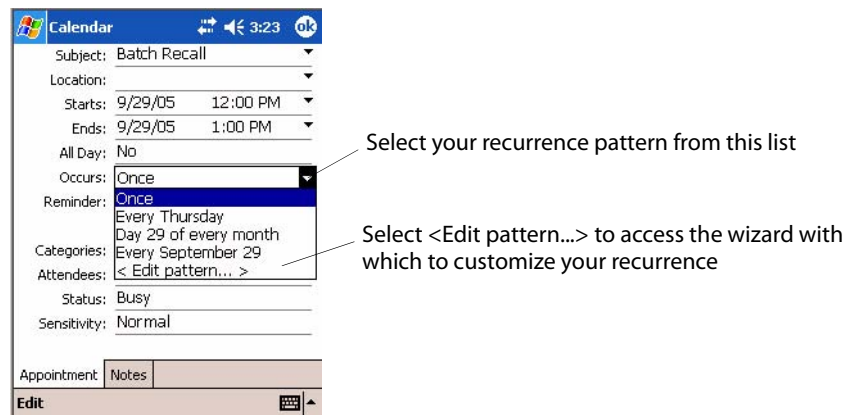 Calendar 3:23 ok
Subject: Batch Recall
Location:
Starts: 9/29/05 12:00 PM
Ends: 9/29/05 1:00 PM
All Day: No
Occurs: Once
Reminder: Once
Every Thursday
Day 29 of every month
Categories: Every September 29
Attendees: < Edit pattern... >
Status: Busy
Sensitivity: Normal
Appointment Notes
Edit
Select your recurrence pattern from this list
Select <Edit pattern...> to access the wizard with
which to customize your recurrence